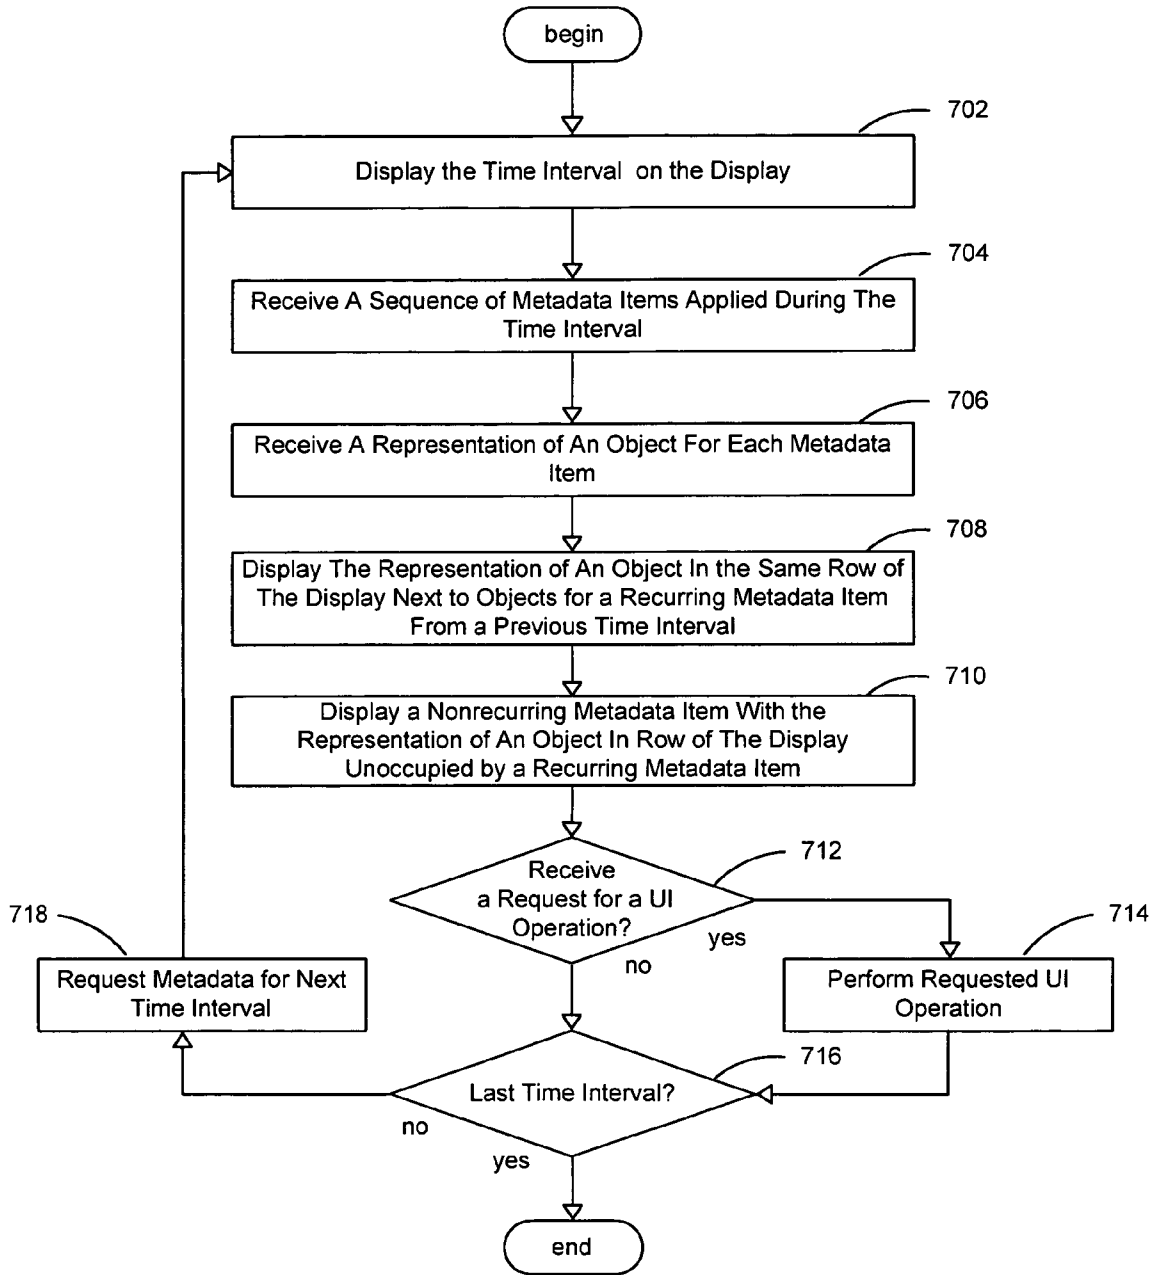 begin
702
Display the Time Interval on the Display
704
Receive A Sequence of Metadata Items Applied During The
Time Interval
706
Receive A Representation of An Object For Each Metadata
Item
708
Display The Representation of An Object In the Same Row of
The Display Next to Objects for a Recurring Metadata Item
From a Previous Time Interval
710
Display a Nonrecurring Metadata Item With the
Representation of An Object In Row of The Display
Unoccupied by a Recurring Metadata Item
712
Receive
a Request for a UI
Operation?
yes
no
714
Perform Requested UI
Operation
718
Request Metadata for Next
Time Interval
716
Last Time Interval?
no
yes
end